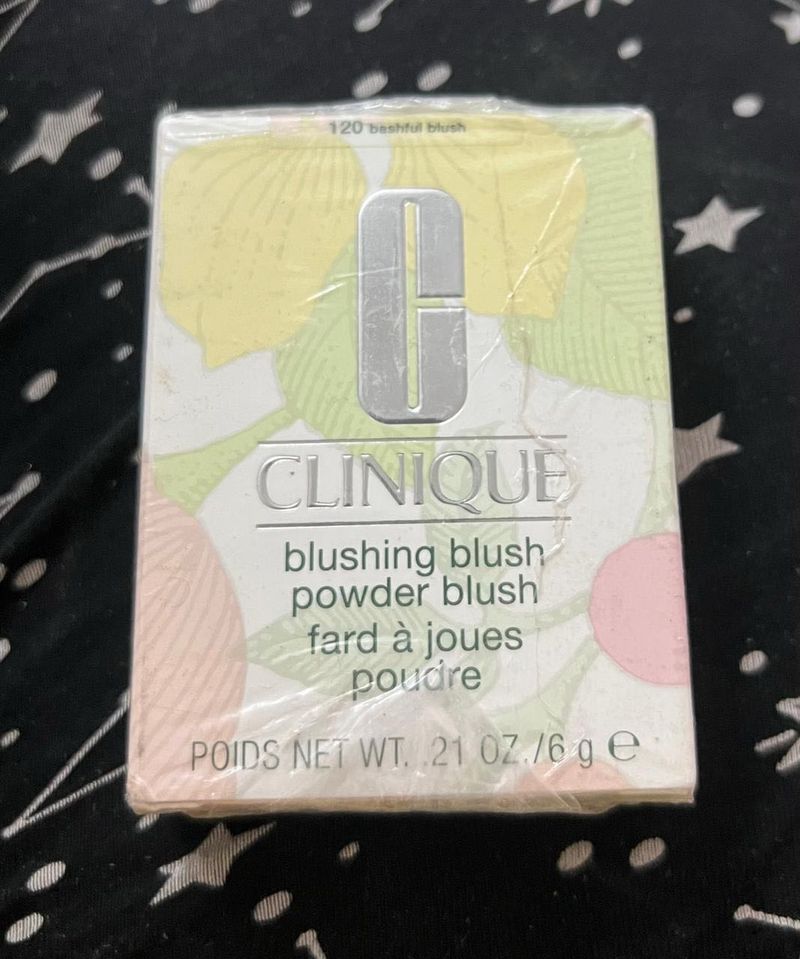 120 bashful blush
C
CLINIQUE
blushing blush
powder blush
fard à joues
poudre
POIDS NET WT. .21 OZ./6 g ℮